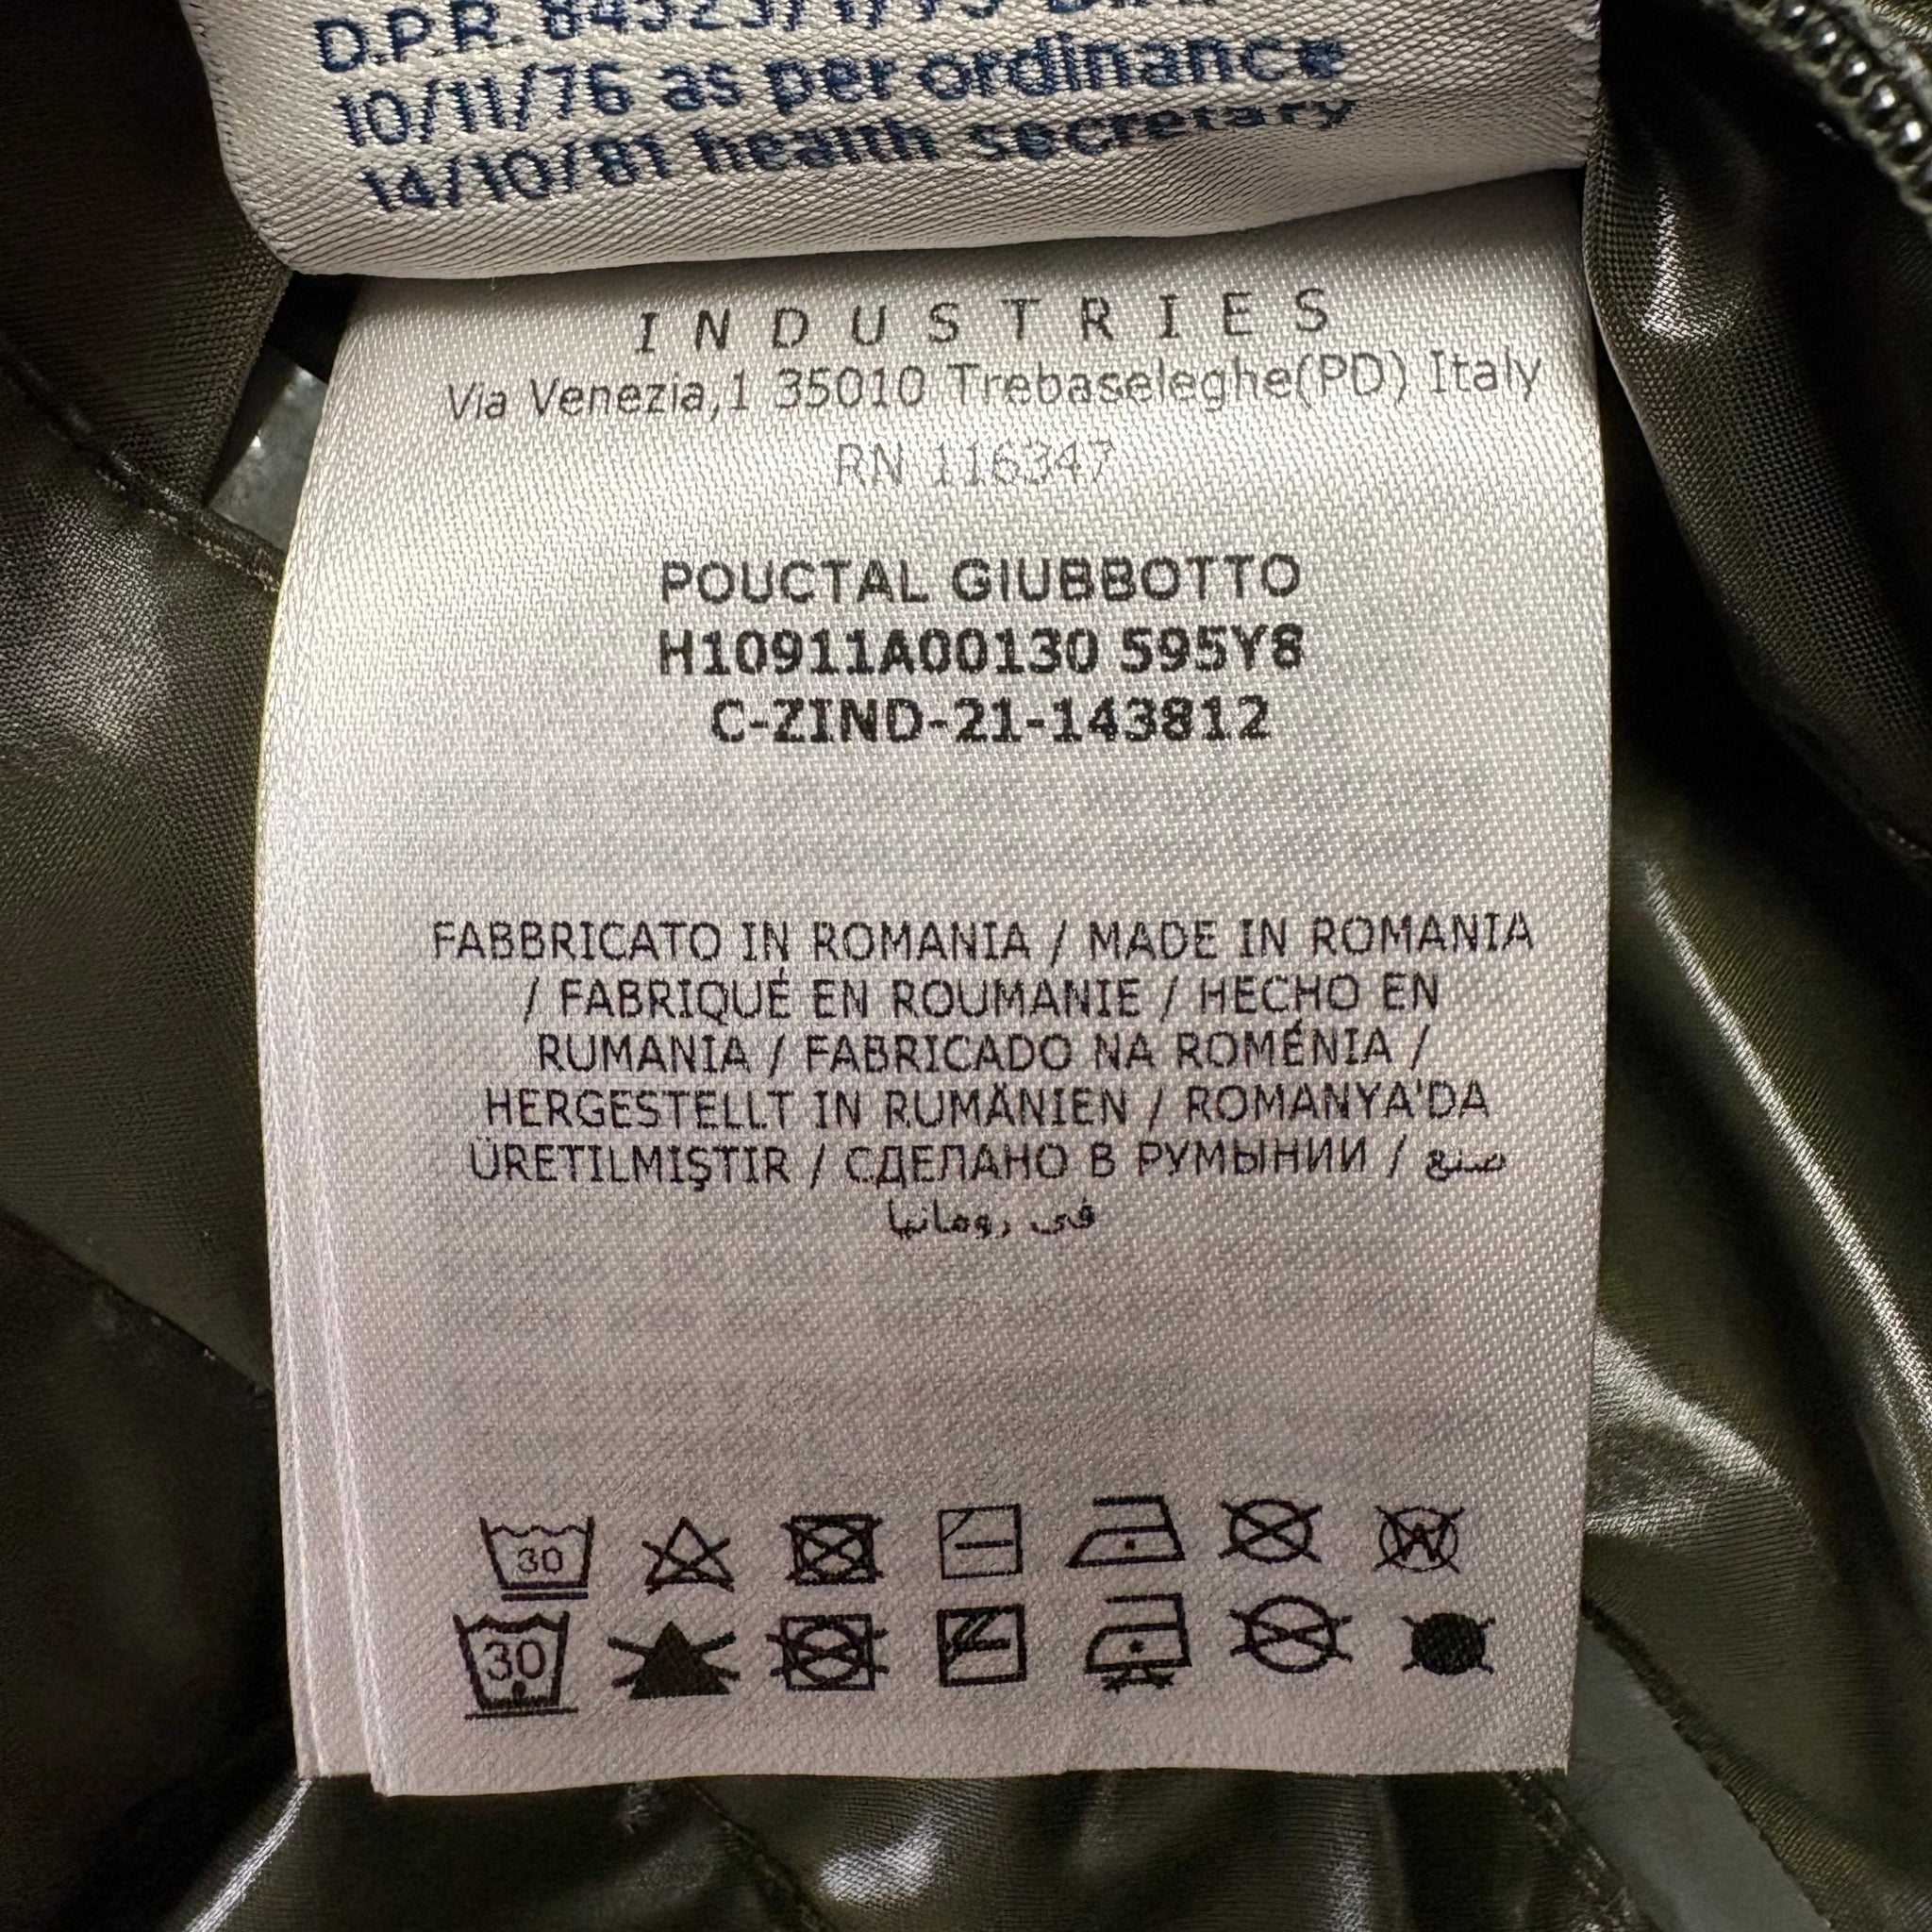 D.P.R.
10/11/76 as per ordinance
14/10/81 health secretary
INDUSTRIES
Via Venezia,1 35010 Trebaseleghe(PD) Italy
RN 116347
POUCTAL GIUBBOTTO
H10911A00130 595Y8
C-ZIND-21-143812
FABBRICATO IN ROMANIA / MADE IN ROMANIA
/ FABRIQUÉ EN ROUMANIE / HECHO EN
RUMANIA / FABRICADO NA ROMÉNIA /
HERGESTELLT IN RUMÄNIEN / ROMANYA'DA
ÜRETILMIŞTIR / СДЕЛАНО В РУМЫНИИ / صنع
في رومانيا
30
W
30